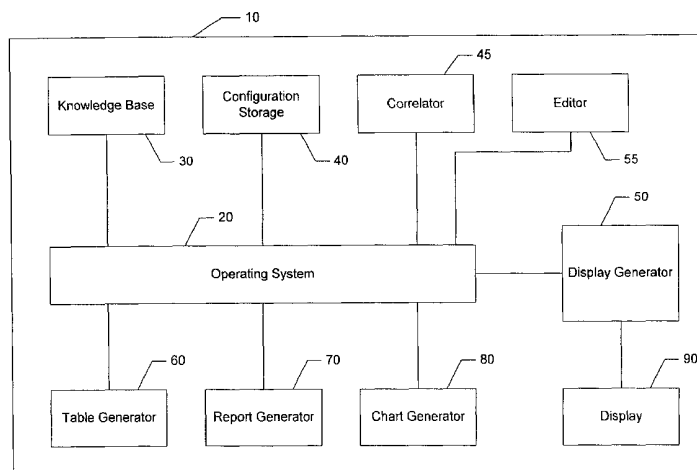 10
45
Knowledge Base
Configuration
Storage
Correlator
Editor
30
40
55
20
50
Operating System
Display Generator
60
70
80
90
Table Generator
Report Generator
Chart Generator
Display